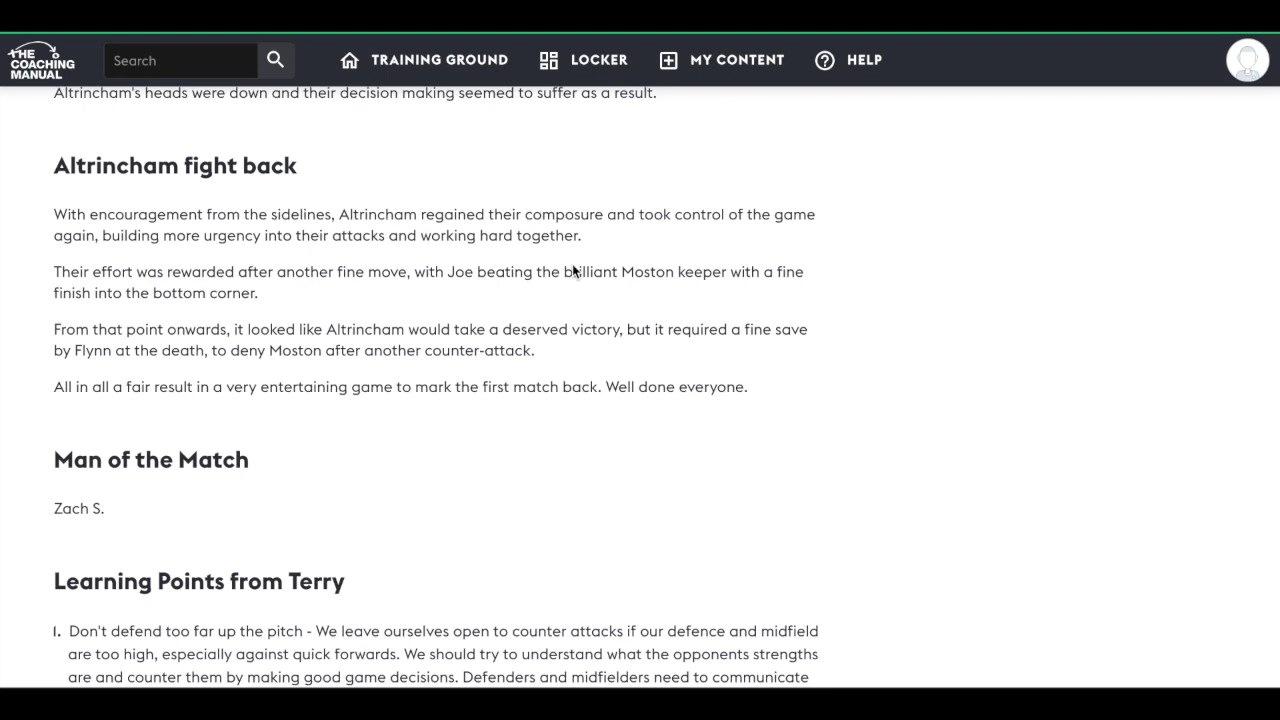 THE
COACHING
MANUAL
Search
TRAINING GROUND
LOCKER
MY CONTENT
HELP
Altrincham's heads were down and their decision making seemed to suffer as a result.
Altrincham fight back
With encouragement from the sidelines, Altrincham regained their composure and took control of the game
again, building more urgency into their attacks and working hard together.
Their effort was rewarded after another fine move, with Joe beating the brilliant Moston keeper with a fine
finish into the bottom corner.
From that point onwards, it looked like Altrincham would take a deserved victory, but it required a fine save
by Flynn at the death, to deny Moston after another counter-attack.
All in all a fair result in a very entertaining game to mark the first match back. Well done everyone.
Man of the Match
Zach S.
Learning Points from Terry
1. Don't defend too far up the pitch - We leave ourselves open to counter attacks if our defence and midfield
are too high, especially against quick forwards. We should try to understand what the opponents strengths
are and counter them by making good game decisions. Defenders and midfielders need to communicate